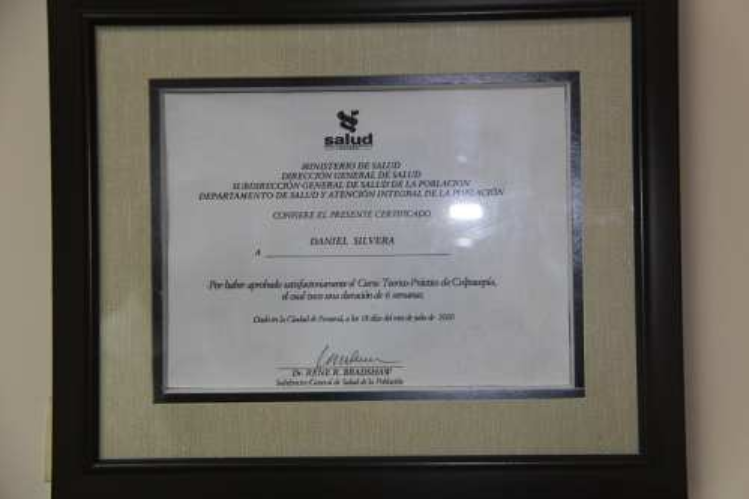 salud
MINISTERIO DE SALUD
DIRECCIÓN GENERAL DE SALUD
SUBDIRECCIÓN GENERAL DE SALUD DE LA POBLACIÓN
DEPARTAMENTO DE SALUD Y ATENCIÓN INTEGRAL DE LA POBLACIÓN
CONFIERE EL PRESENTE CERTIFICADO
DANIEL SILVERA
A
Por haber aprobado satisfactoriamente el Curso Teórico-Práctico de Colposcopía,
el cual tuvo una duración de 6 semanas.
Dado en la Ciudad de Panamá, a los 18 días del mes de julio de 2000
Dr. RENE R. BRADSHAW
Subdirector General de Salud de la Población